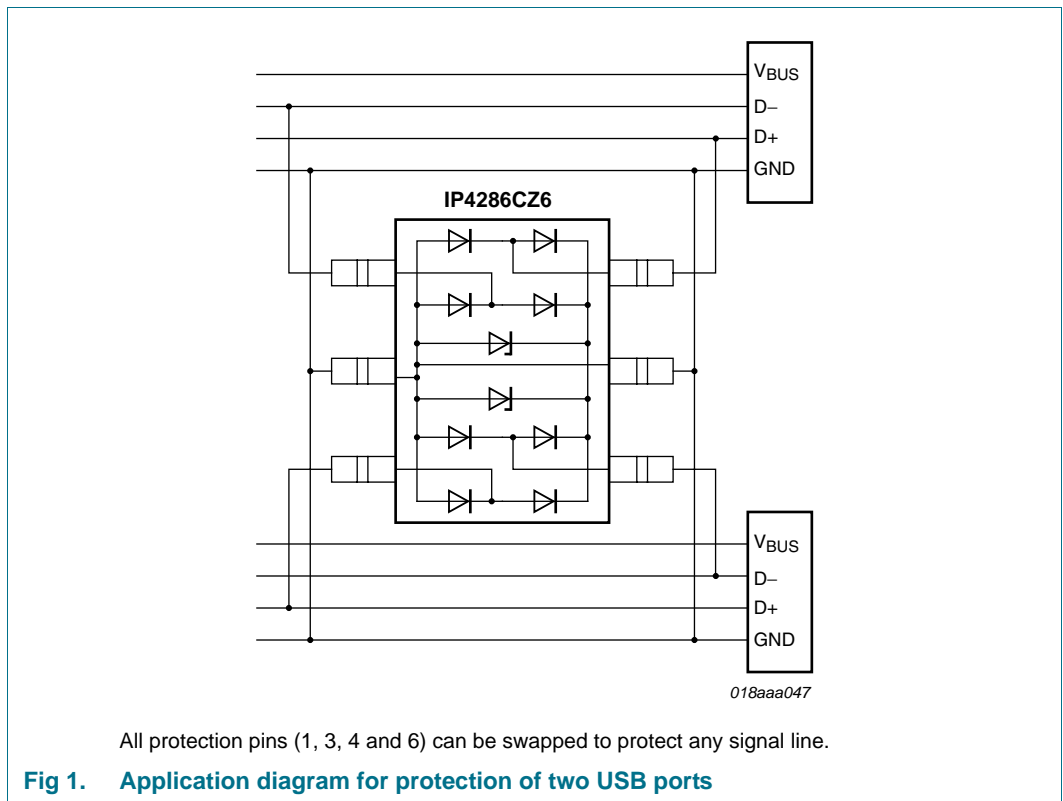 VBUS
D−
D+
GND
IP4286CZ6
VBUS
D−
D+
GND
018aaa047
All protection pins (1, 3, 4 and 6) can be swapped to protect any signal line.
Fig 1. Application diagram for protection of two USB ports